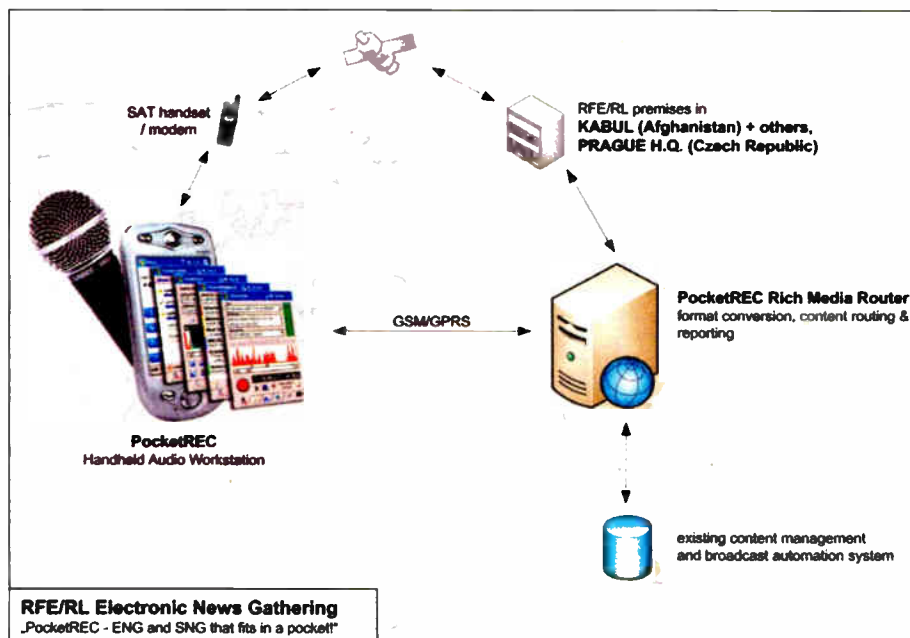 SAT handset
/ modem
RFE/RL premises in
KABUL (Afghanistan) + others,
PRAGUE H.Q. (Czech Republic)
GSM/GPRS
PocketREC Rich Media Router
format conversion, content routing &
reporting
PocketREC
Handheld Audio Workstation
existing content management
and broadcast automation system
RFE/RL Electronic News Gathering
„PocketREC - ENG and SNG that fits in a pocket!"